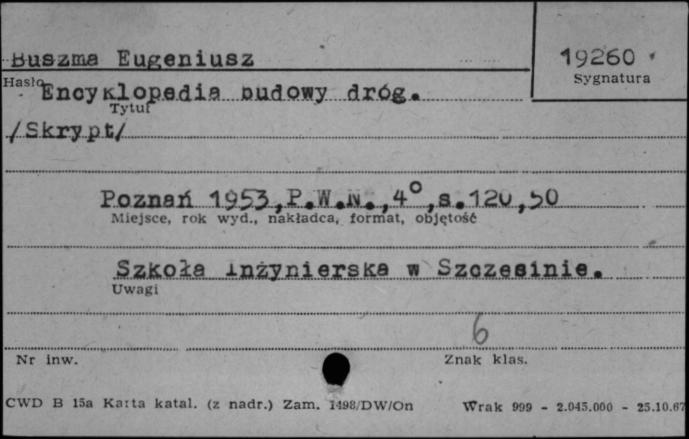 Buszma Eugeniusz
19260
Hasło
Sygnatura
Encyklopedia budowy dróg.
Tytuł
/Skrypt/
Poznań 1953,P.W.N.,4°,s.120,50
Miejsce, rok wyd., nakładca, format, objętość
Szkoła Inżynierska w Szczecinie.
Uwagi
6
Nr inw.
Znak klas.
CWD B 15a Karta katal. (z nadr.) Zam. 1498/DW/On
Wrak 999 - 2.045.000 - 25.10.67